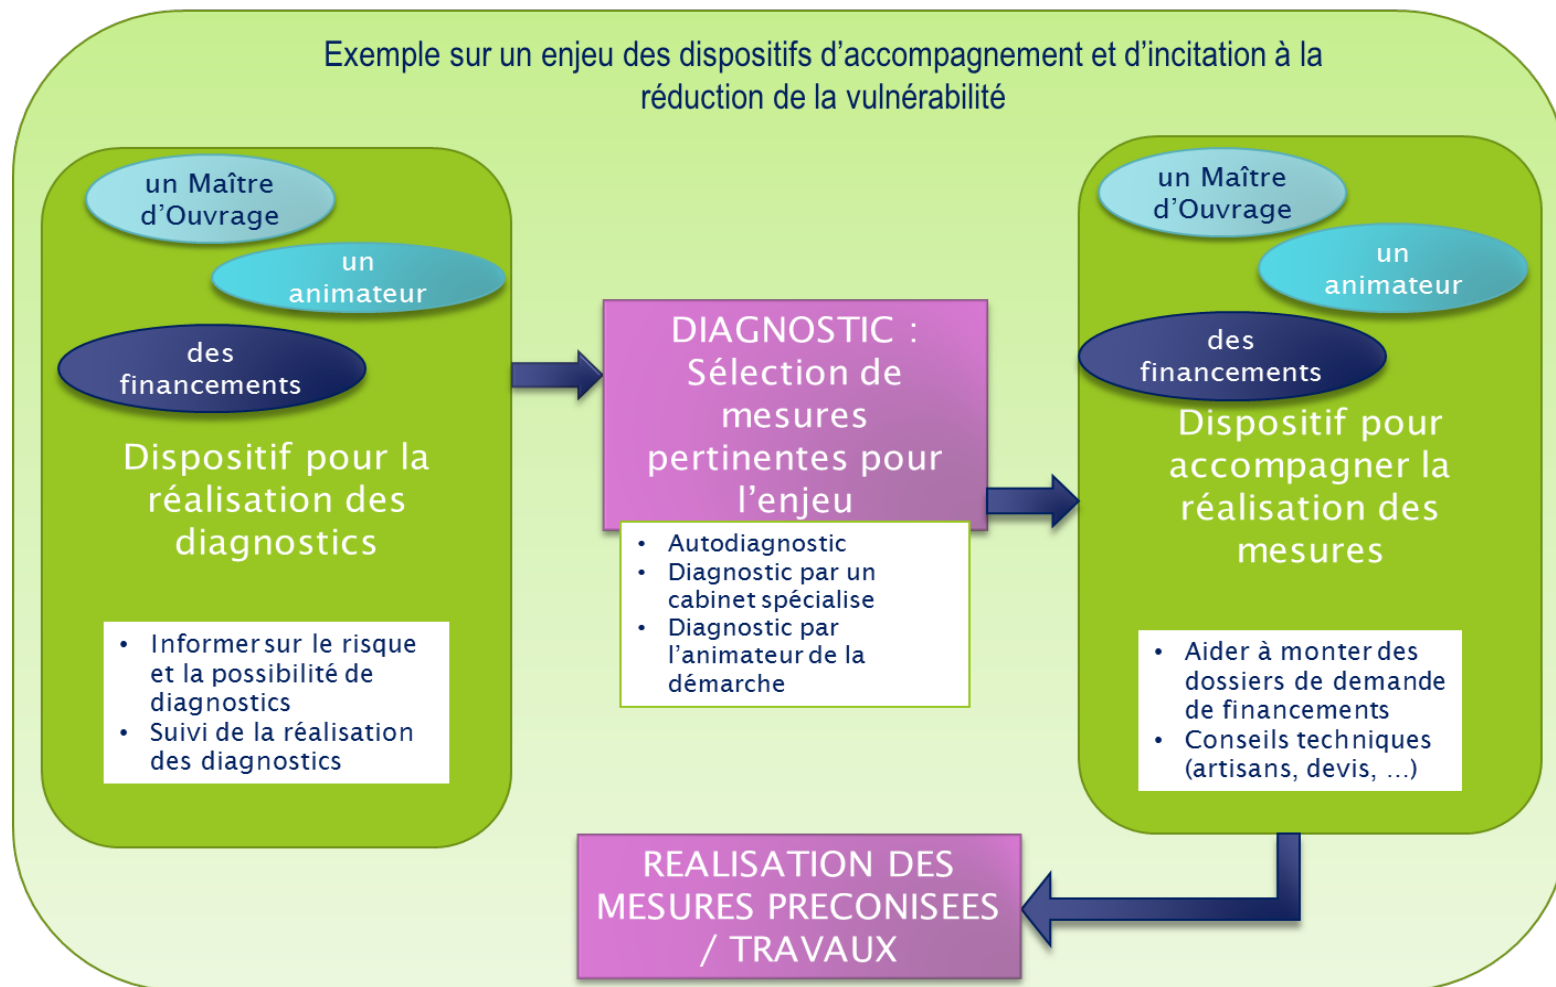 Exemple sur un enjeu des dispositifs d’accompagnement et d’incitation à la
réduction de la vulnérabilité
un Maître
d’Ouvrage
un
animateur
des
financements
Dispositif pour la
réalisation des
diagnostics
• Informer sur le risque
et la possibilité de
diagnostics
• Suivi de la réalisation
des diagnostics
DIAGNOSTIC :
Sélection de
mesures
pertinentes pour
l’enjeu
• Autodiagnostic
• Diagnostic par un
cabinet spécialise
• Diagnostic par
l’animateur de la
démarche
un Maître
d’Ouvrage
un
animateur
des
financements
Dispositif pour
accompagner la
réalisation des
mesures
• Aider à monter des
dossiers de demande
de financements
• Conseils techniques
(artisans, devis, ...)
REALISATION DES
MESURES PRECONISEES
/ TRAVAUX